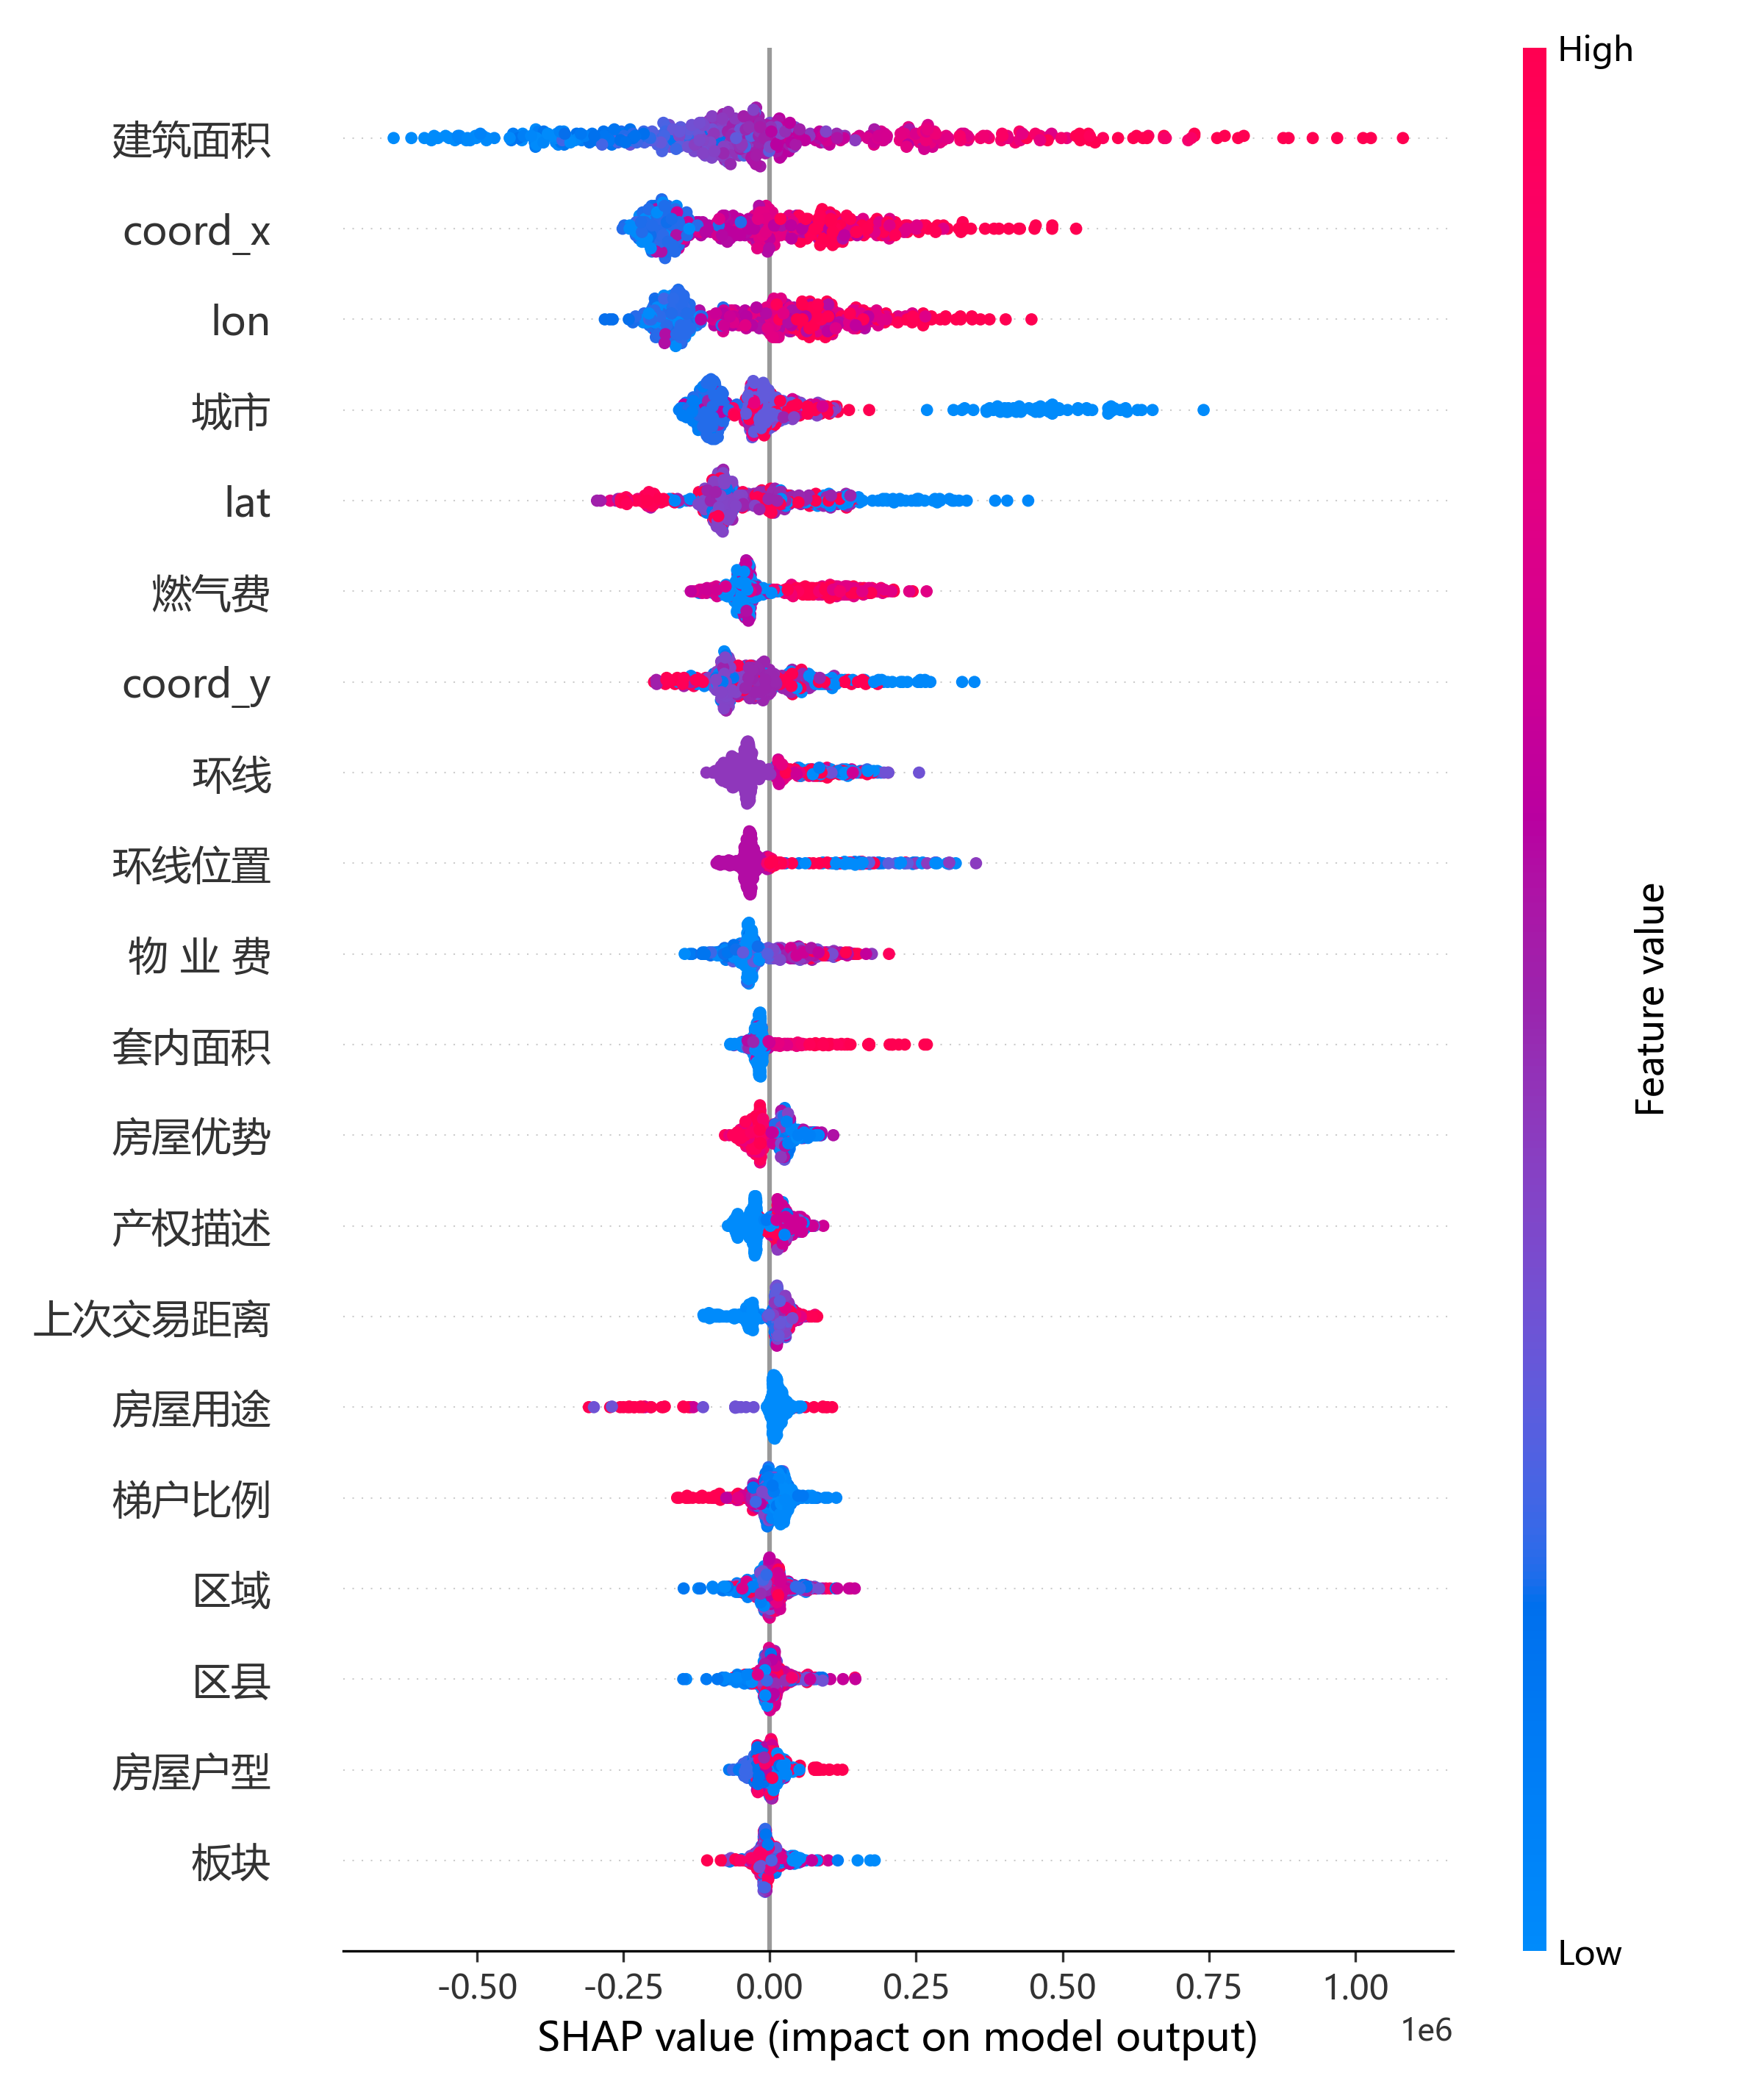 High
建筑面积
coord_x
lon
城市
lat
燃气费
coord_y
环线
环线位置
物 业 费
套内面积
房屋优势
产权描述
上次交易距离
房屋用途
梯户比例
区域
区县
房屋户型
板块
Feature value
Low
-0.50 -0.25 0.00 0.25 0.50 0.75 1.00
1e6
SHAP value (impact on model output)